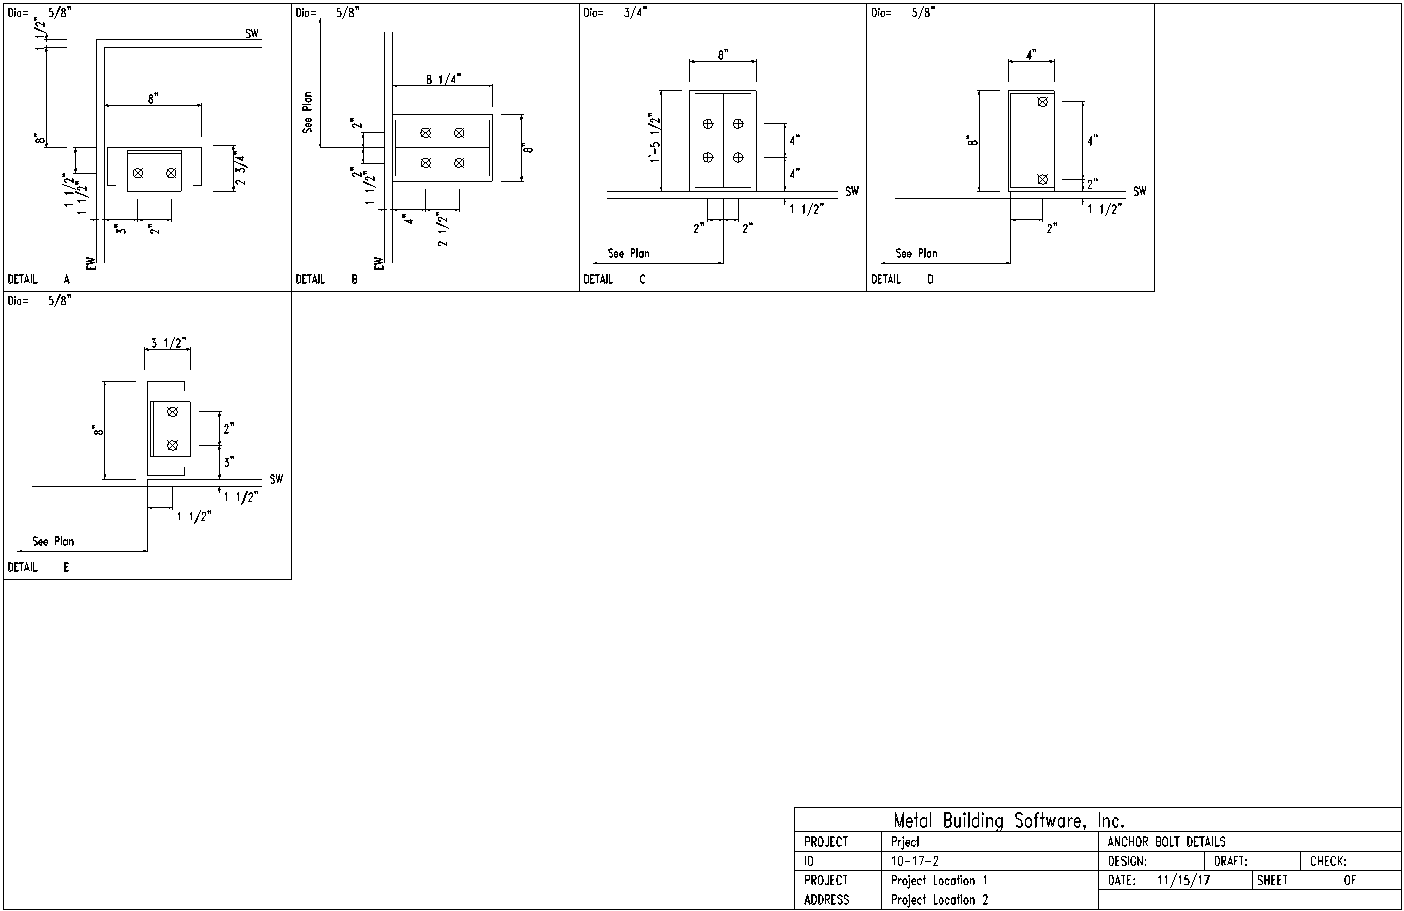 Dia= 5/8"
1 1/2"
SW
8"
8"
2 3/4"
1 1/2"
1 1/2"
3"
2"
EW
DETAIL A
Dia= 5/8"
See Plan
8 1/4"
2"
2"
8"
1 1/2"
4"
2 1/2"
EW
DETAIL B
Dia= 3/4"
8"
1'-5 1/2"
4"
4"
SW
1 1/2"
2"
2"
See Plan
DETAIL C
Dia= 5/8"
4"
8"
4"
2"
SW
1 1/2"
2"
See Plan
DETAIL D
Dia= 5/8"
3 1/2"
8"
2"
3"
SW
1 1/2"
1 1/2"
See Plan
DETAIL E
Metal Building Software, Inc.
PROJECT Prject ANCHOR BOLT DETAILS
ID 10-17-2 DESIGN: DRAFT: CHECK:
PROJECT Project Location 1 DATE: 11/15/17 SHEET OF
ADDRESS Project Location 2